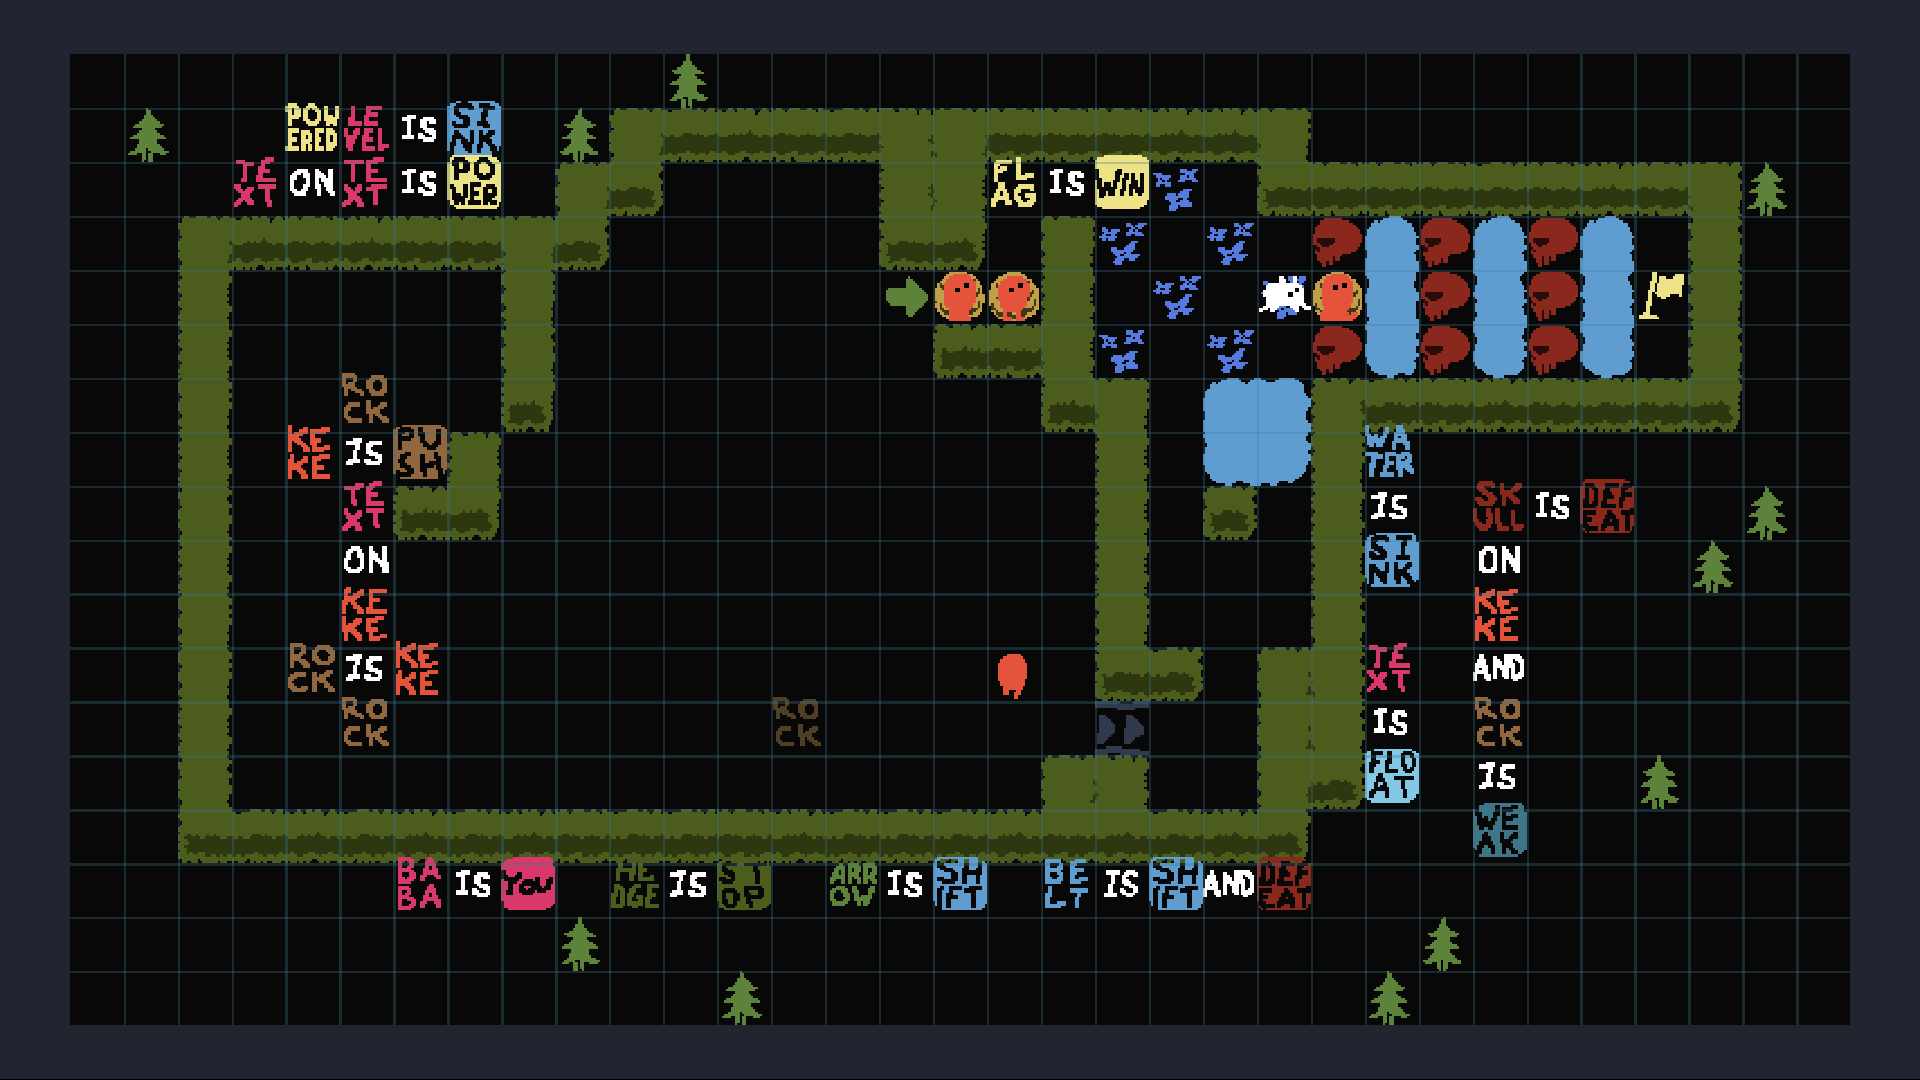 POWERED LEVEL IS SINK
TEXT ON TEXT IS POWER
FLAG IS WIN
ROCK
KEKE IS PUSH
TEXT
ON
KEKE
ROCK IS KEKE
ROCK
ROCK
WATER
IS
SINK
SKULL IS DEFEAT
ON
KEKE
AND
ROCK
IS
WEAK
TEXT
IS
FLOAT
BABA IS YOU
HEDGE IS STOP
ARROW IS SHIFT
BELT IS SHIFT AND DEFEAT